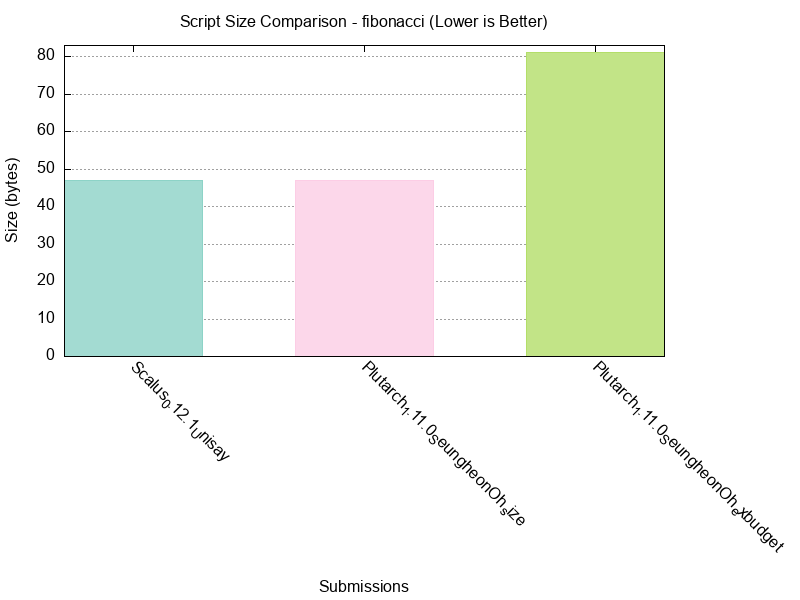 Script Size Comparison - fibonacci (Lower is Better)
80
70
60
50
40
30
20
10
0
Size (bytes)
Scalus₀.12.1ᵤnisay
Plutarch₁.11.0ₛeungheonOhₛize
Plutarch₁.11.0ₛeungheonOhₑxbudget
Submissions